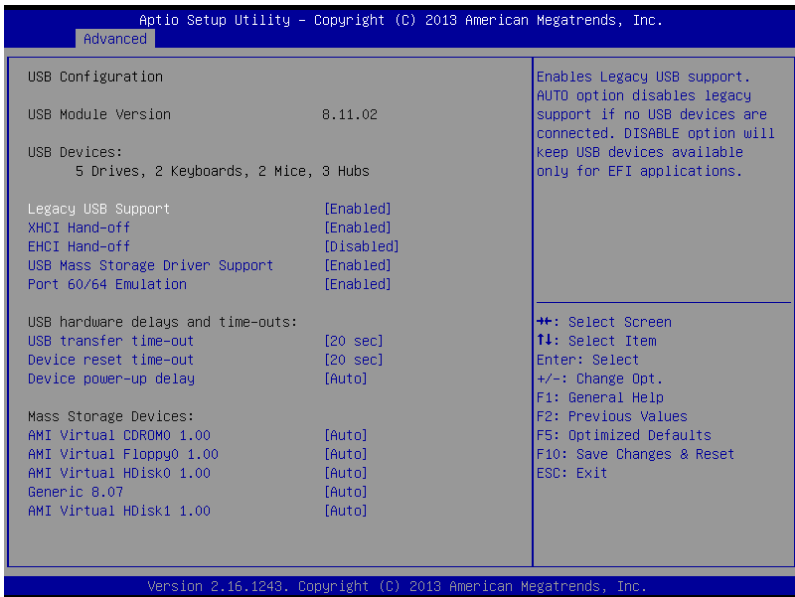 Aptio Setup Utility – Copyright (C) 2013 American Megatrends, Inc.
Advanced
USB Configuration
USB Module Version 8.11.02
USB Devices:
5 Drives, 2 Keyboards, 2 Mice, 3 Hubs
Legacy USB Support [Enabled]
XHCI Hand-off [Enabled]
EHCI Hand-off [Disabled]
USB Mass Storage Driver Support [Enabled]
Port 60/64 Emulation [Enabled]
USB hardware delays and time-outs:
USB transfer time-out [20 sec]
Device reset time-out [20 sec]
Device power-up delay [Auto]
Mass Storage Devices:
AMI Virtual CDROM0 1.00 [Auto]
AMI Virtual Floppy0 1.00 [Auto]
AMI Virtual HDisk0 1.00 [Auto]
Generic 8.07 [Auto]
AMI Virtual HDisk1 1.00 [Auto]
Enables Legacy USB support.
AUTO option disables legacy
support if no USB devices are
connected. DISABLE option will
keep USB devices available
only for EFI applications.
→←: Select Screen
↑↓: Select Item
Enter: Select
+/-: Change Opt.
F1: General Help
F2: Previous Values
F5: Optimized Defaults
F10: Save Changes & Reset
ESC: Exit
Version 2.16.1243. Copyright (C) 2013 American Megatrends, Inc.